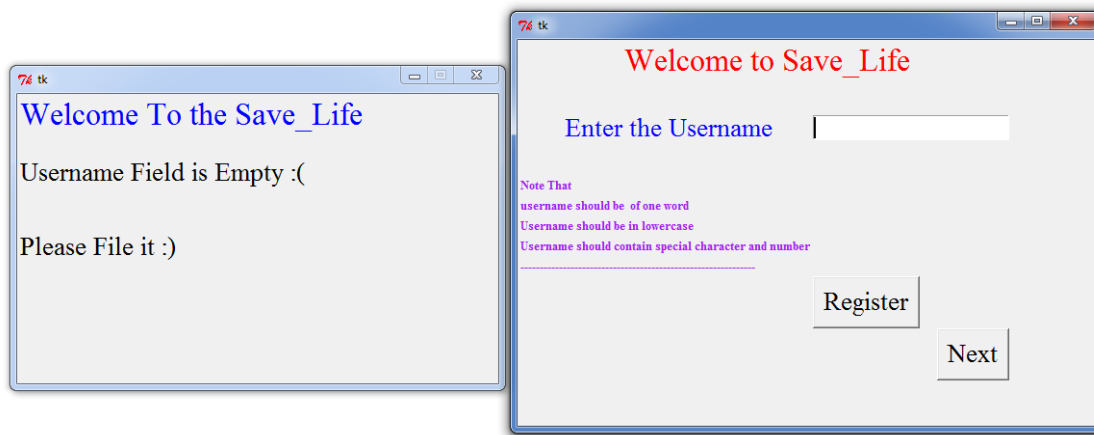 tk
Welcome To the Save_Life
Username Field is Empty :(
Please File it :)
tk
Welcome to Save_Life
Enter the Username
Note That
username should be  of one word
Username should be in lowercase
Username should contain special character and number
------------------------------------------------------------
Register
Next